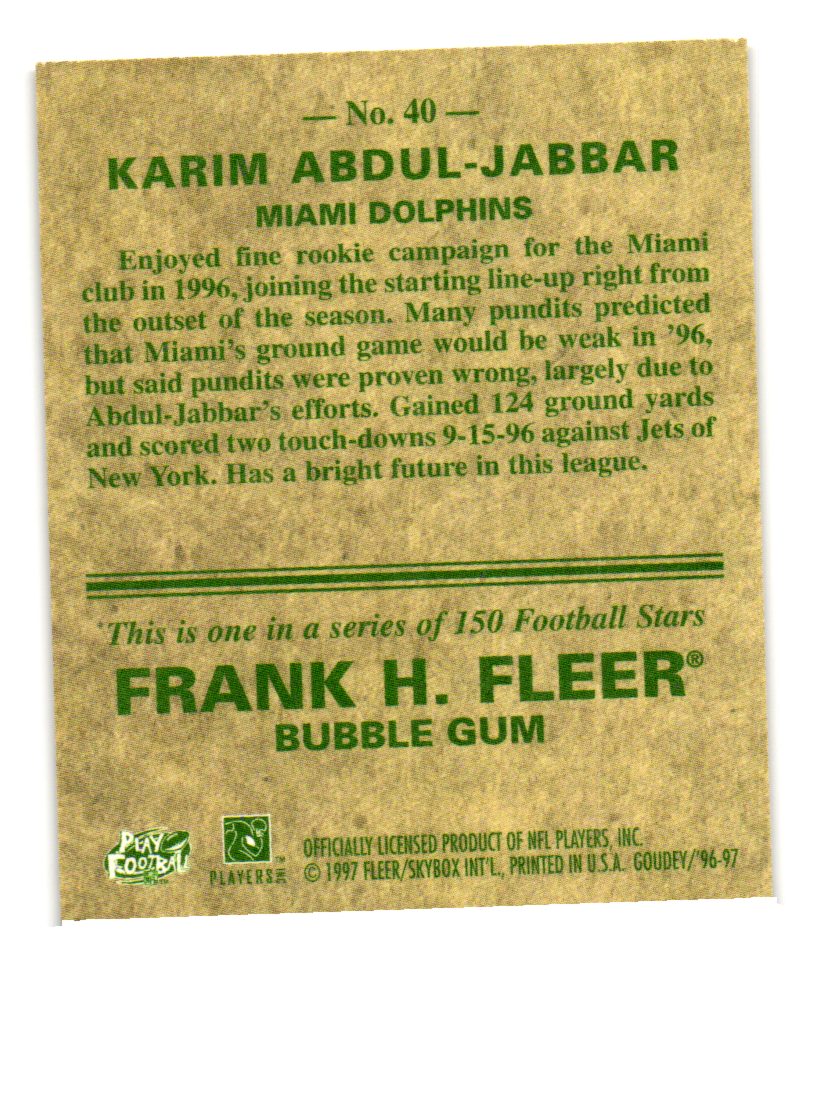 — No. 40 —
KARIM ABDUL-JABBAR
MIAMI DOLPHINS
Enjoyed fine rookie campaign for the Miami
club in 1996, joining the starting line-up right from
the outset of the season. Many pundits predicted
that Miami's ground game would be weak in '96,
but said pundits were proven wrong, largely due to
Abdul-Jabbar's efforts. Gained 124 ground yards
and scored two touch-downs 9-15-96 against Jets of
New York. Has a bright future in this league.
This is one in a series of 150 Football Stars
FRANK H. FLEER®
BUBBLE GUM
PLAY
FOOTBALL
PLAYERS INC ™
OFFICIALLY LICENSED PRODUCT OF NFL PLAYERS, INC.
© 1997 FLEER/SKYBOX INT'L., PRINTED IN U.S.A. GOUDEY/'96-97